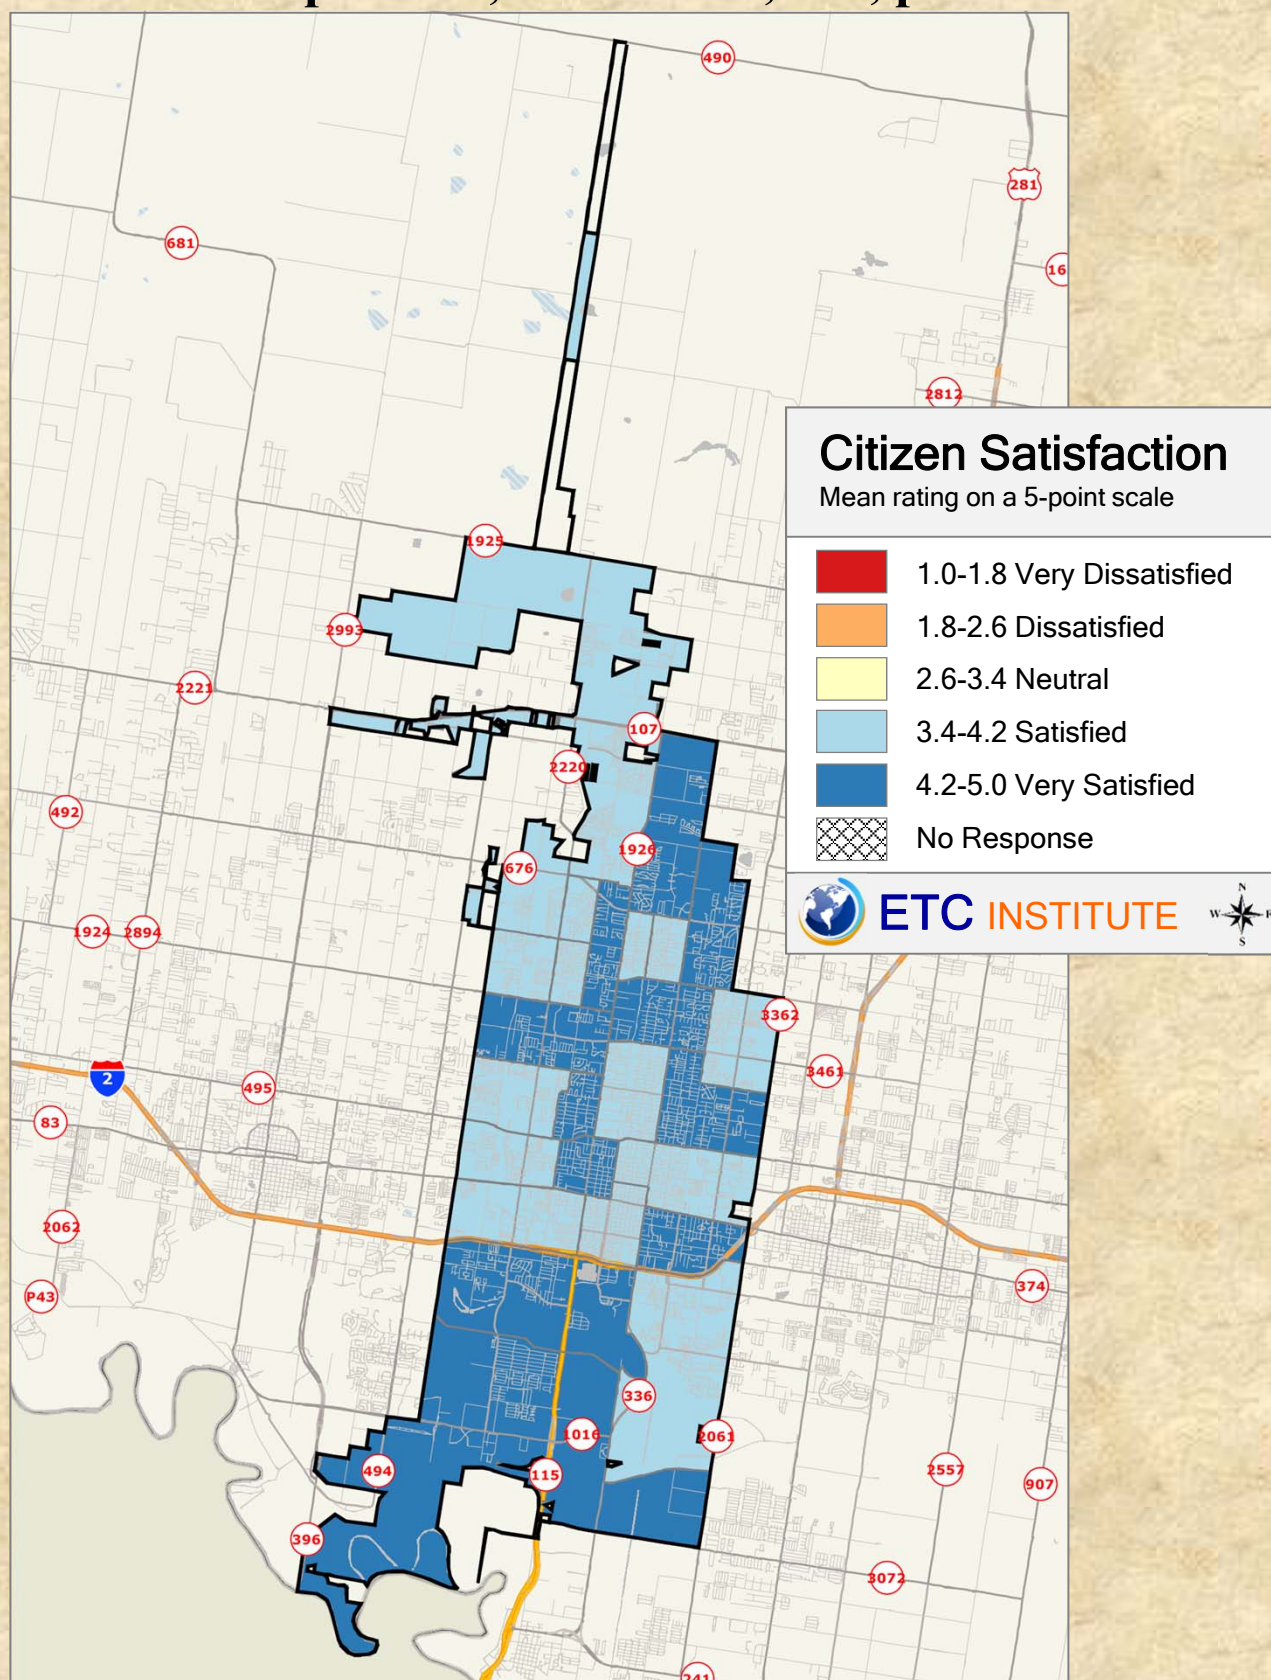 490
281
681
16
2812
Citizen Satisfaction
Mean rating on a 5-point scale
1.0-1.8 Very Dissatisfied
1.8-2.6 Dissatisfied
2.6-3.4 Neutral
3.4-4.2 Satisfied
4.2-5.0 Very Satisfied
No Response
ETC INSTITUTE
N
W
E
S
1925
2993
2221
107
2220
492
1926
676
1924
2894
3362
2
3461
495
83
2062
374
P43
336
1016
2061
494
115
2557
907
396
3072
241